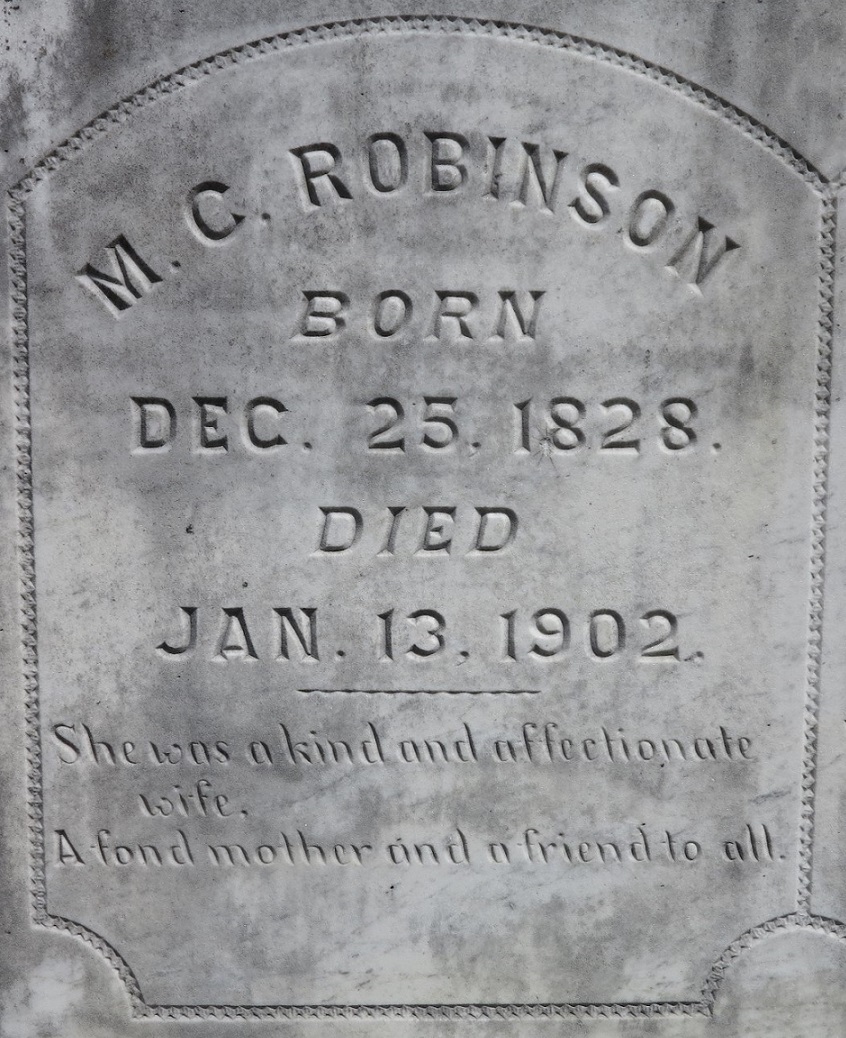 M. C. ROBINSON
BORN
DEC. 25, 1828.
DIED
JAN. 13, 1902.
She was a kind and affectionate
wife.
A fond mother and a friend to all.